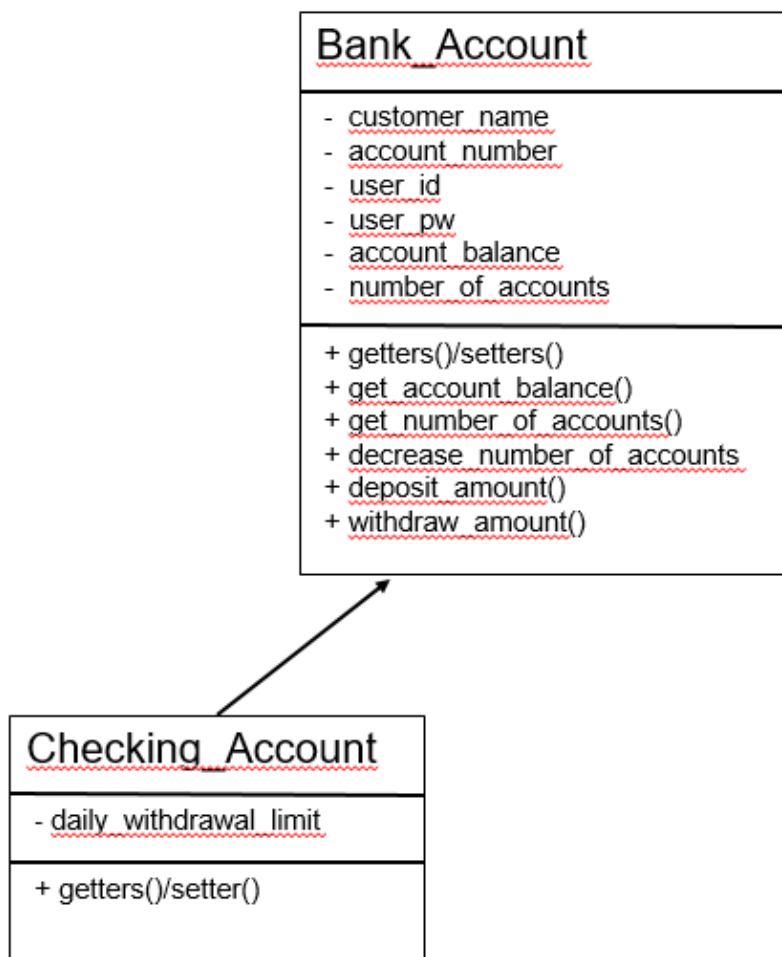 Bank_Account
- customer_name
- account_number
- user_id
- user_pw
- account_balance
- number_of_accounts
+ getters()/setters()
+ get_account_balance()
+ get_number_of_accounts()
+ decrease_number_of_accounts
+ deposit_amount()
+ withdraw_amount()
Checking_Account
- daily_withdrawal_limit
+ getters()/setter()